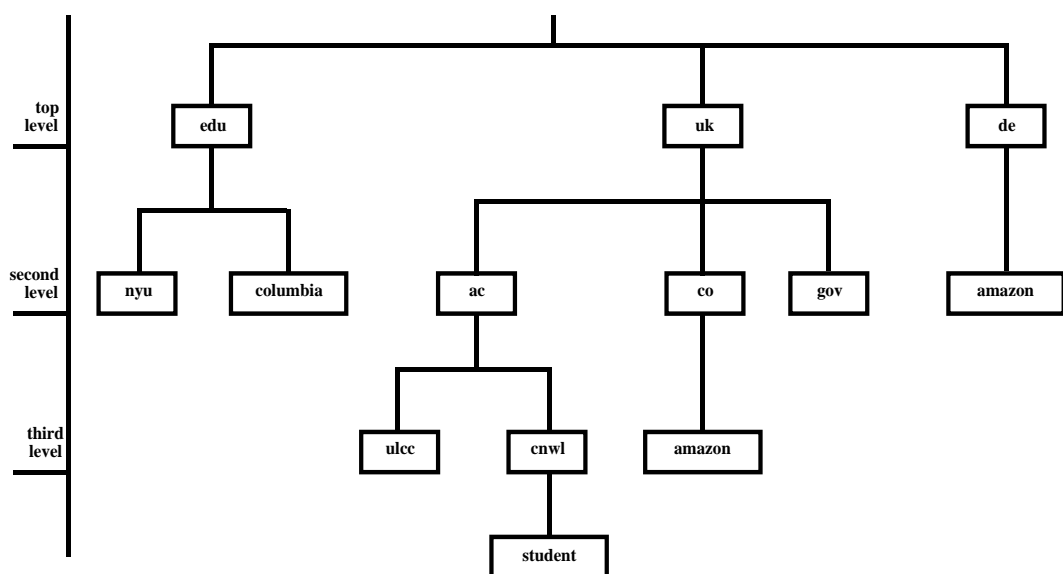 top
level
edu
uk
de
second
level
nyu
columbia
ac
co
gov
amazon
third
level
ulcc
cnwl
amazon
student